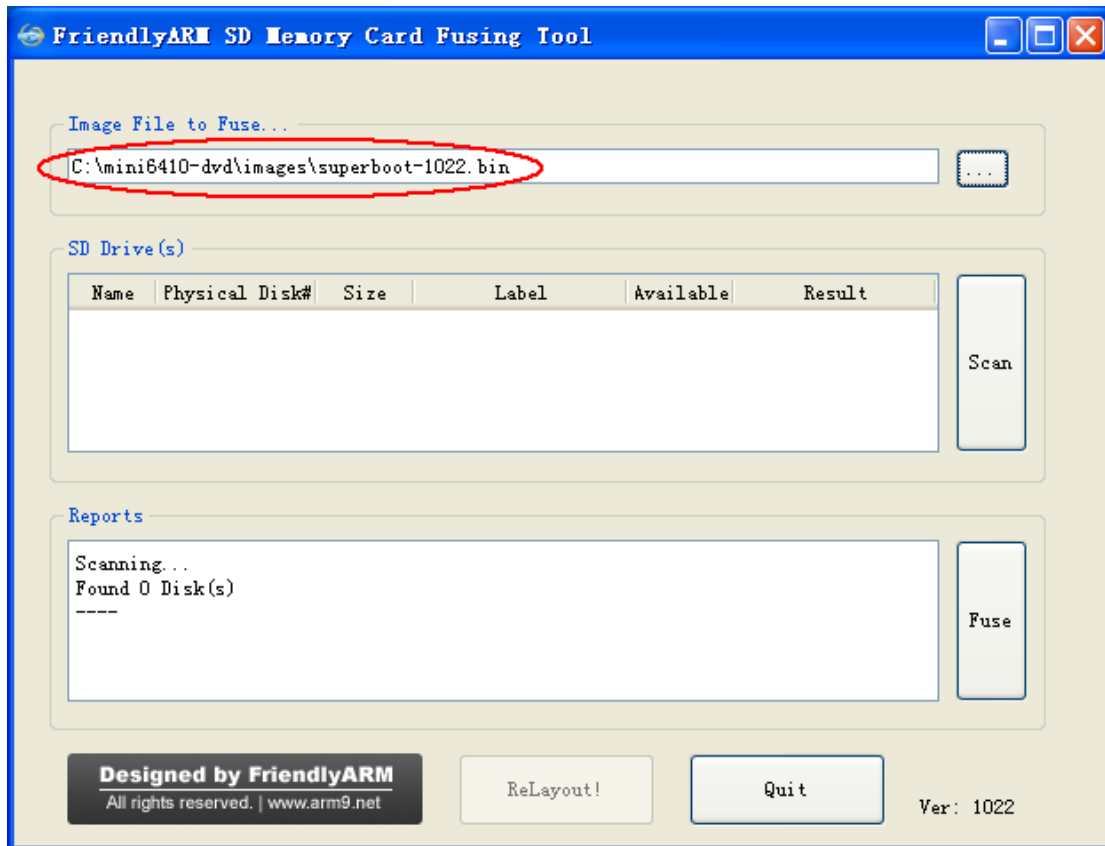 FriendlyARM SD Memory Card Fusing Tool
Image File to Fuse...
C:\mini6410-dvd\images\superboot-1022.bin
...
SD Drive(s)
Name Physical Disk# Size Label Available Result
Scan
Reports
Scanning...
Found 0 Disk(s)
----
Fuse
Designed by FriendlyARM
All rights reserved. | www.arm9.net
ReLayout!
Quit
Ver: 1022